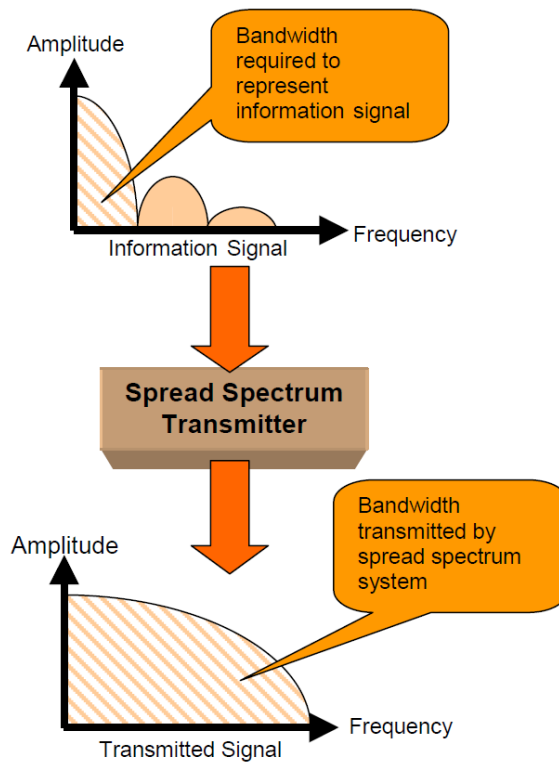 Amplitude
Bandwidth
required to
represent
information signal
Frequency
Information Signal
Spread Spectrum
Transmitter
Bandwidth
transmitted by
spread spectrum
system
Amplitude
Frequency
Transmitted Signal